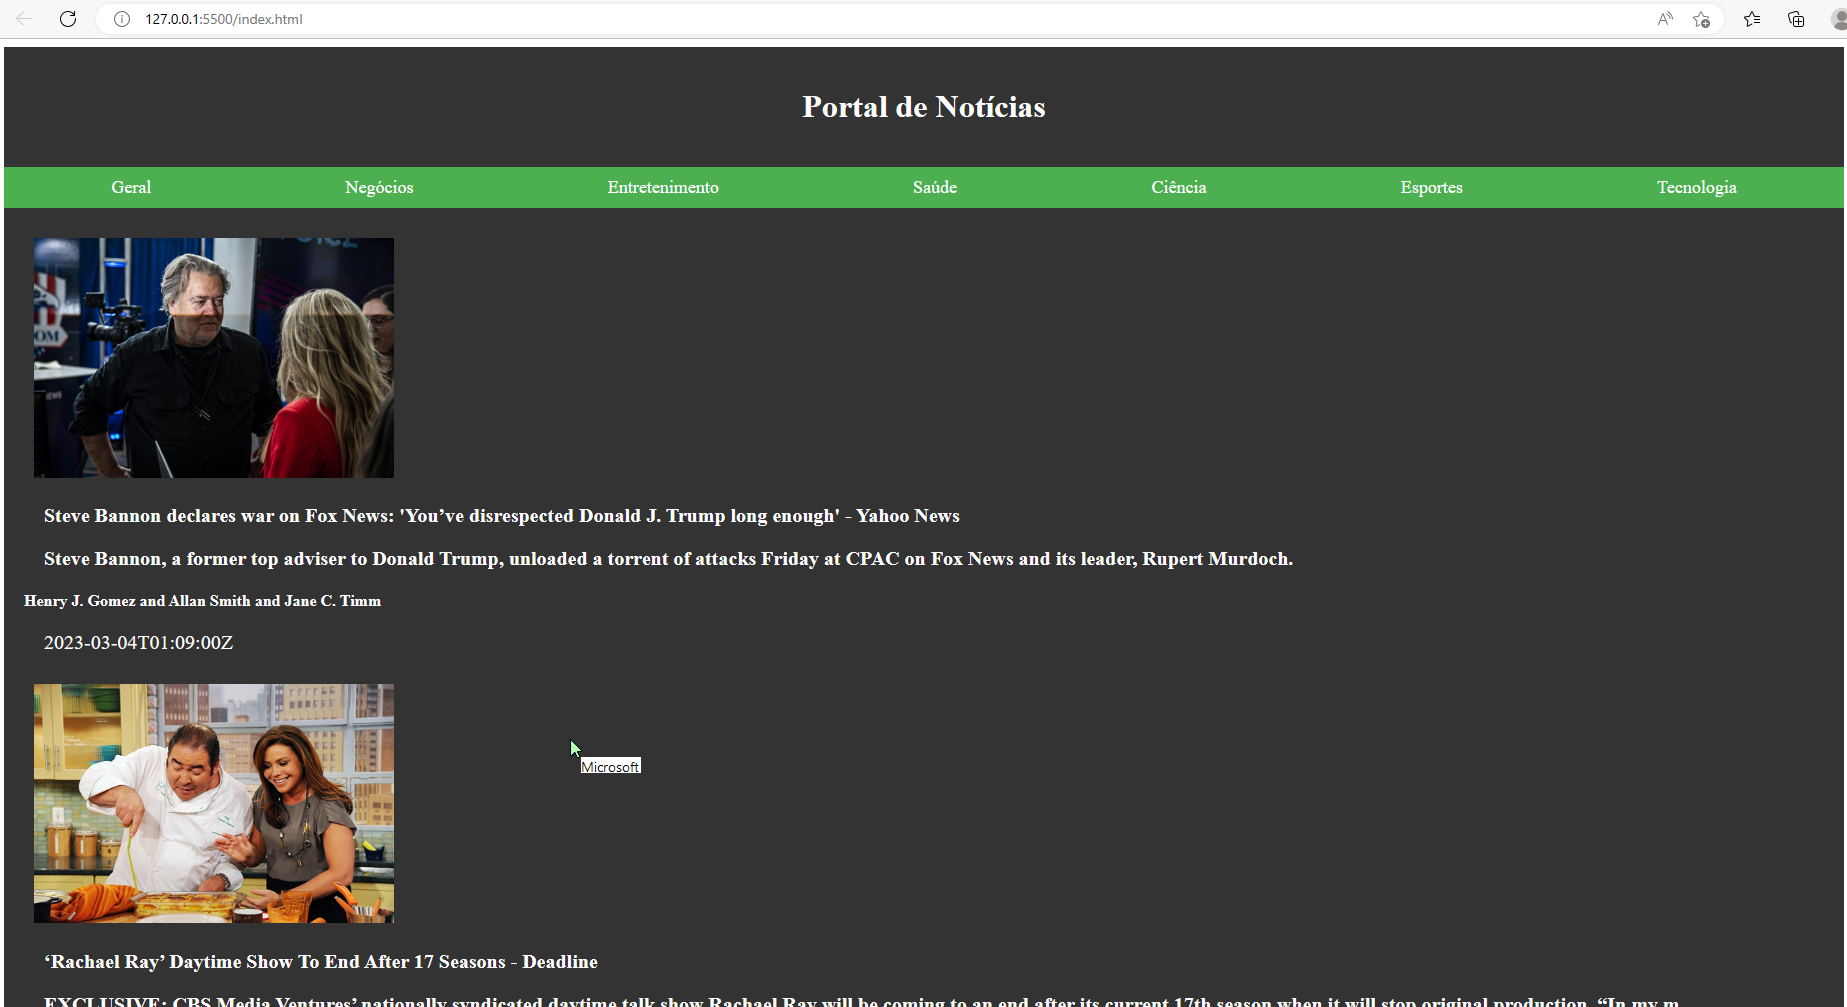 127.0.0.1:5500/index.html
Portal de Notícias
Geral Negócios Entretenimento Saúde Ciência Esportes Tecnologia
OM
Steve Bannon declares war on Fox News: 'You’ve disrespected Donald J. Trump long enough' - Yahoo News
Steve Bannon, a former top adviser to Donald Trump, unloaded a torrent of attacks Friday at CPAC on Fox News and its leader, Rupert Murdoch.
Henry J. Gomez and Allan Smith and Jane C. Timm
2023-03-04T01:09:00Z
Microsoft
‘Rachael Ray’ Daytime Show To End After 17 Seasons - Deadline
EXCLUSIVE: CBS Media Ventures’ nationally syndicated daytime talk show Rachael Ray will be coming to an end after its current 17th season when it will stop original production. “In my m